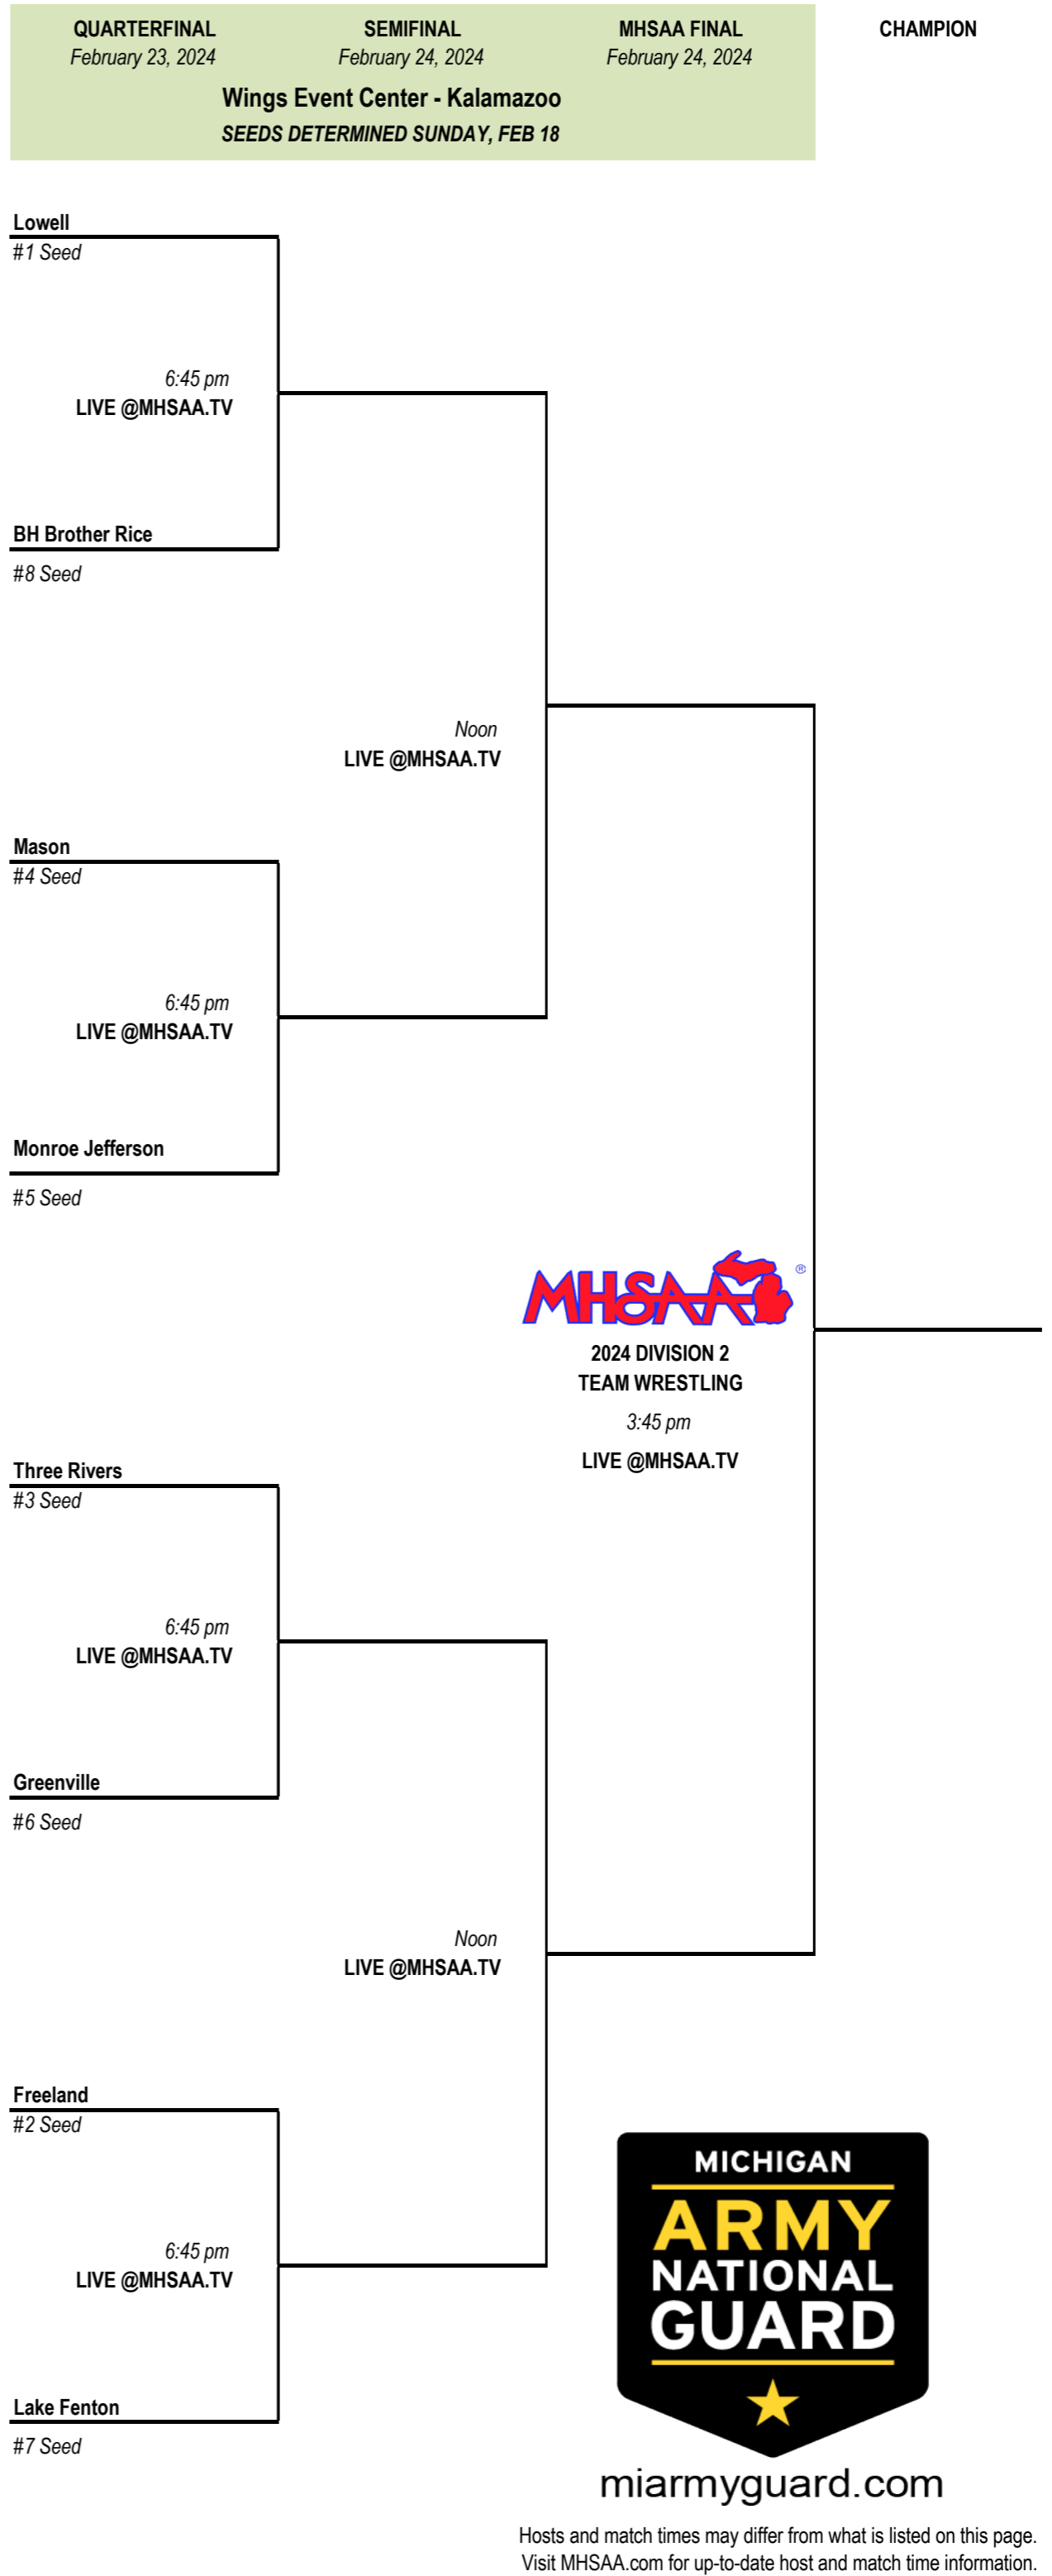 QUARTERFINAL
February 23, 2024
SEMIFINAL
February 24, 2024
MHSAA FINAL
February 24, 2024
CHAMPION
Wings Event Center - Kalamazoo
SEEDS DETERMINED SUNDAY, FEB 18
Lowell
#1 Seed
6:45 pm
LIVE @MHSAA.TV
BH Brother Rice
#8 Seed
Noon
LIVE @MHSAA.TV
Mason
#4 Seed
6:45 pm
LIVE @MHSAA.TV
Monroe Jefferson
#5 Seed
MHSAA ®
2024 DIVISION 2
TEAM WRESTLING
3:45 pm
LIVE @MHSAA.TV
Three Rivers
#3 Seed
6:45 pm
LIVE @MHSAA.TV
Greenville
#6 Seed
Noon
LIVE @MHSAA.TV
Freeland
#2 Seed
6:45 pm
LIVE @MHSAA.TV
Lake Fenton
#7 Seed
MICHIGAN
ARMY
NATIONAL
GUARD
miarmyguard.com
Hosts and match times may differ from what is listed on this page.
Visit MHSAA.com for up-to-date host and match time information.